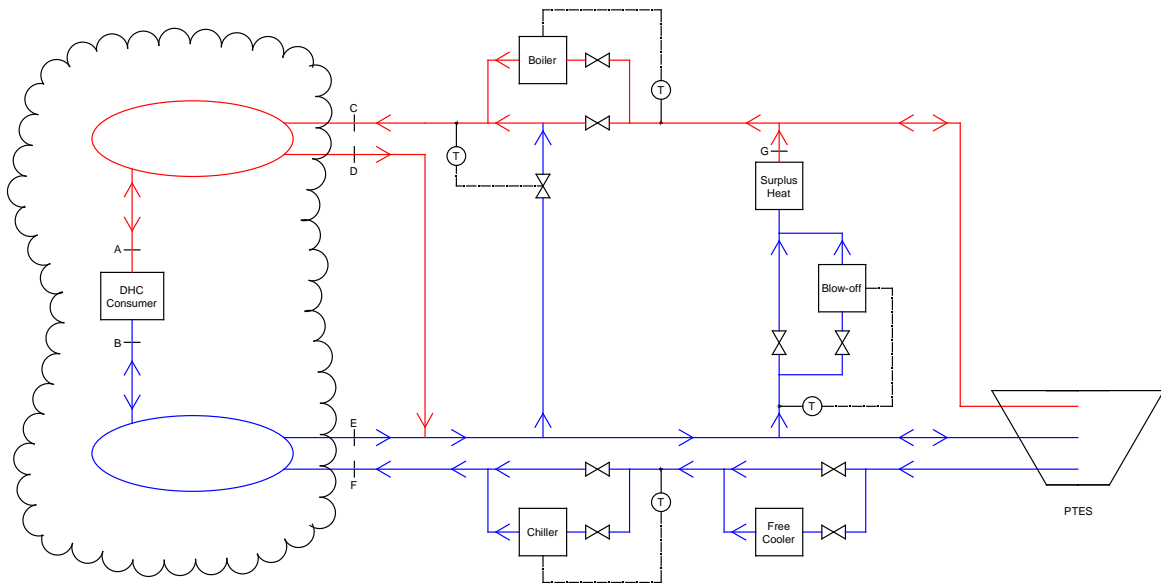 Boiler
T
C
T
D
G
Surplus
Heat
A
DHC
Consumer
Blow-off
B
T
E
F
T
Chiller
Free
Cooler
PTES